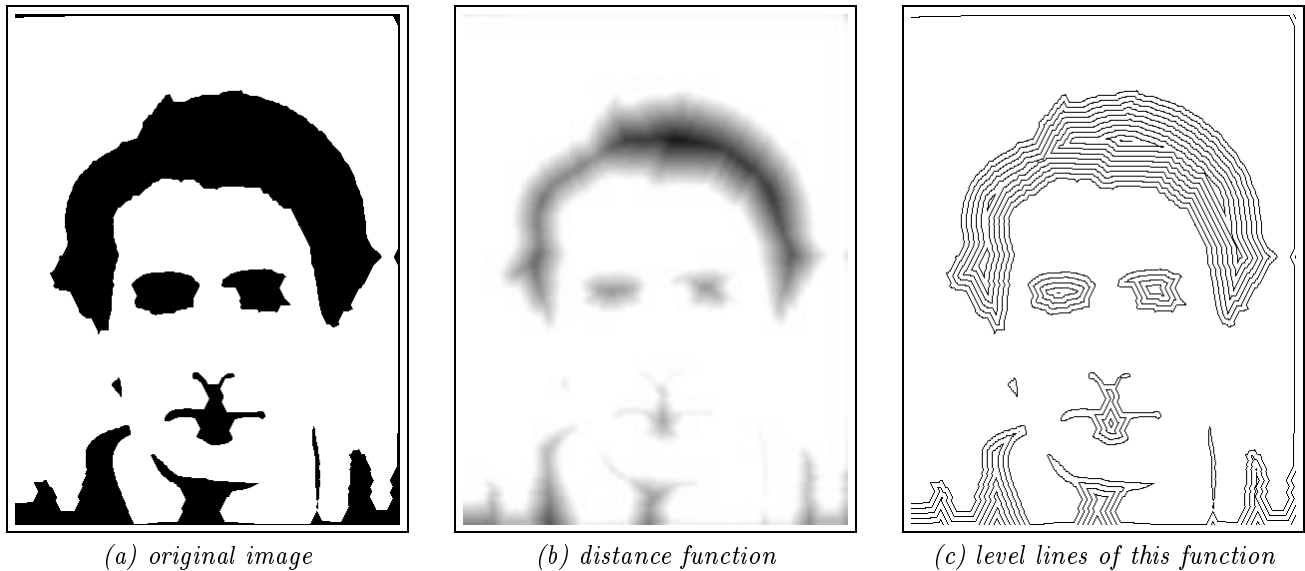 (a) original image
(b) distance function
(c) level lines of this function